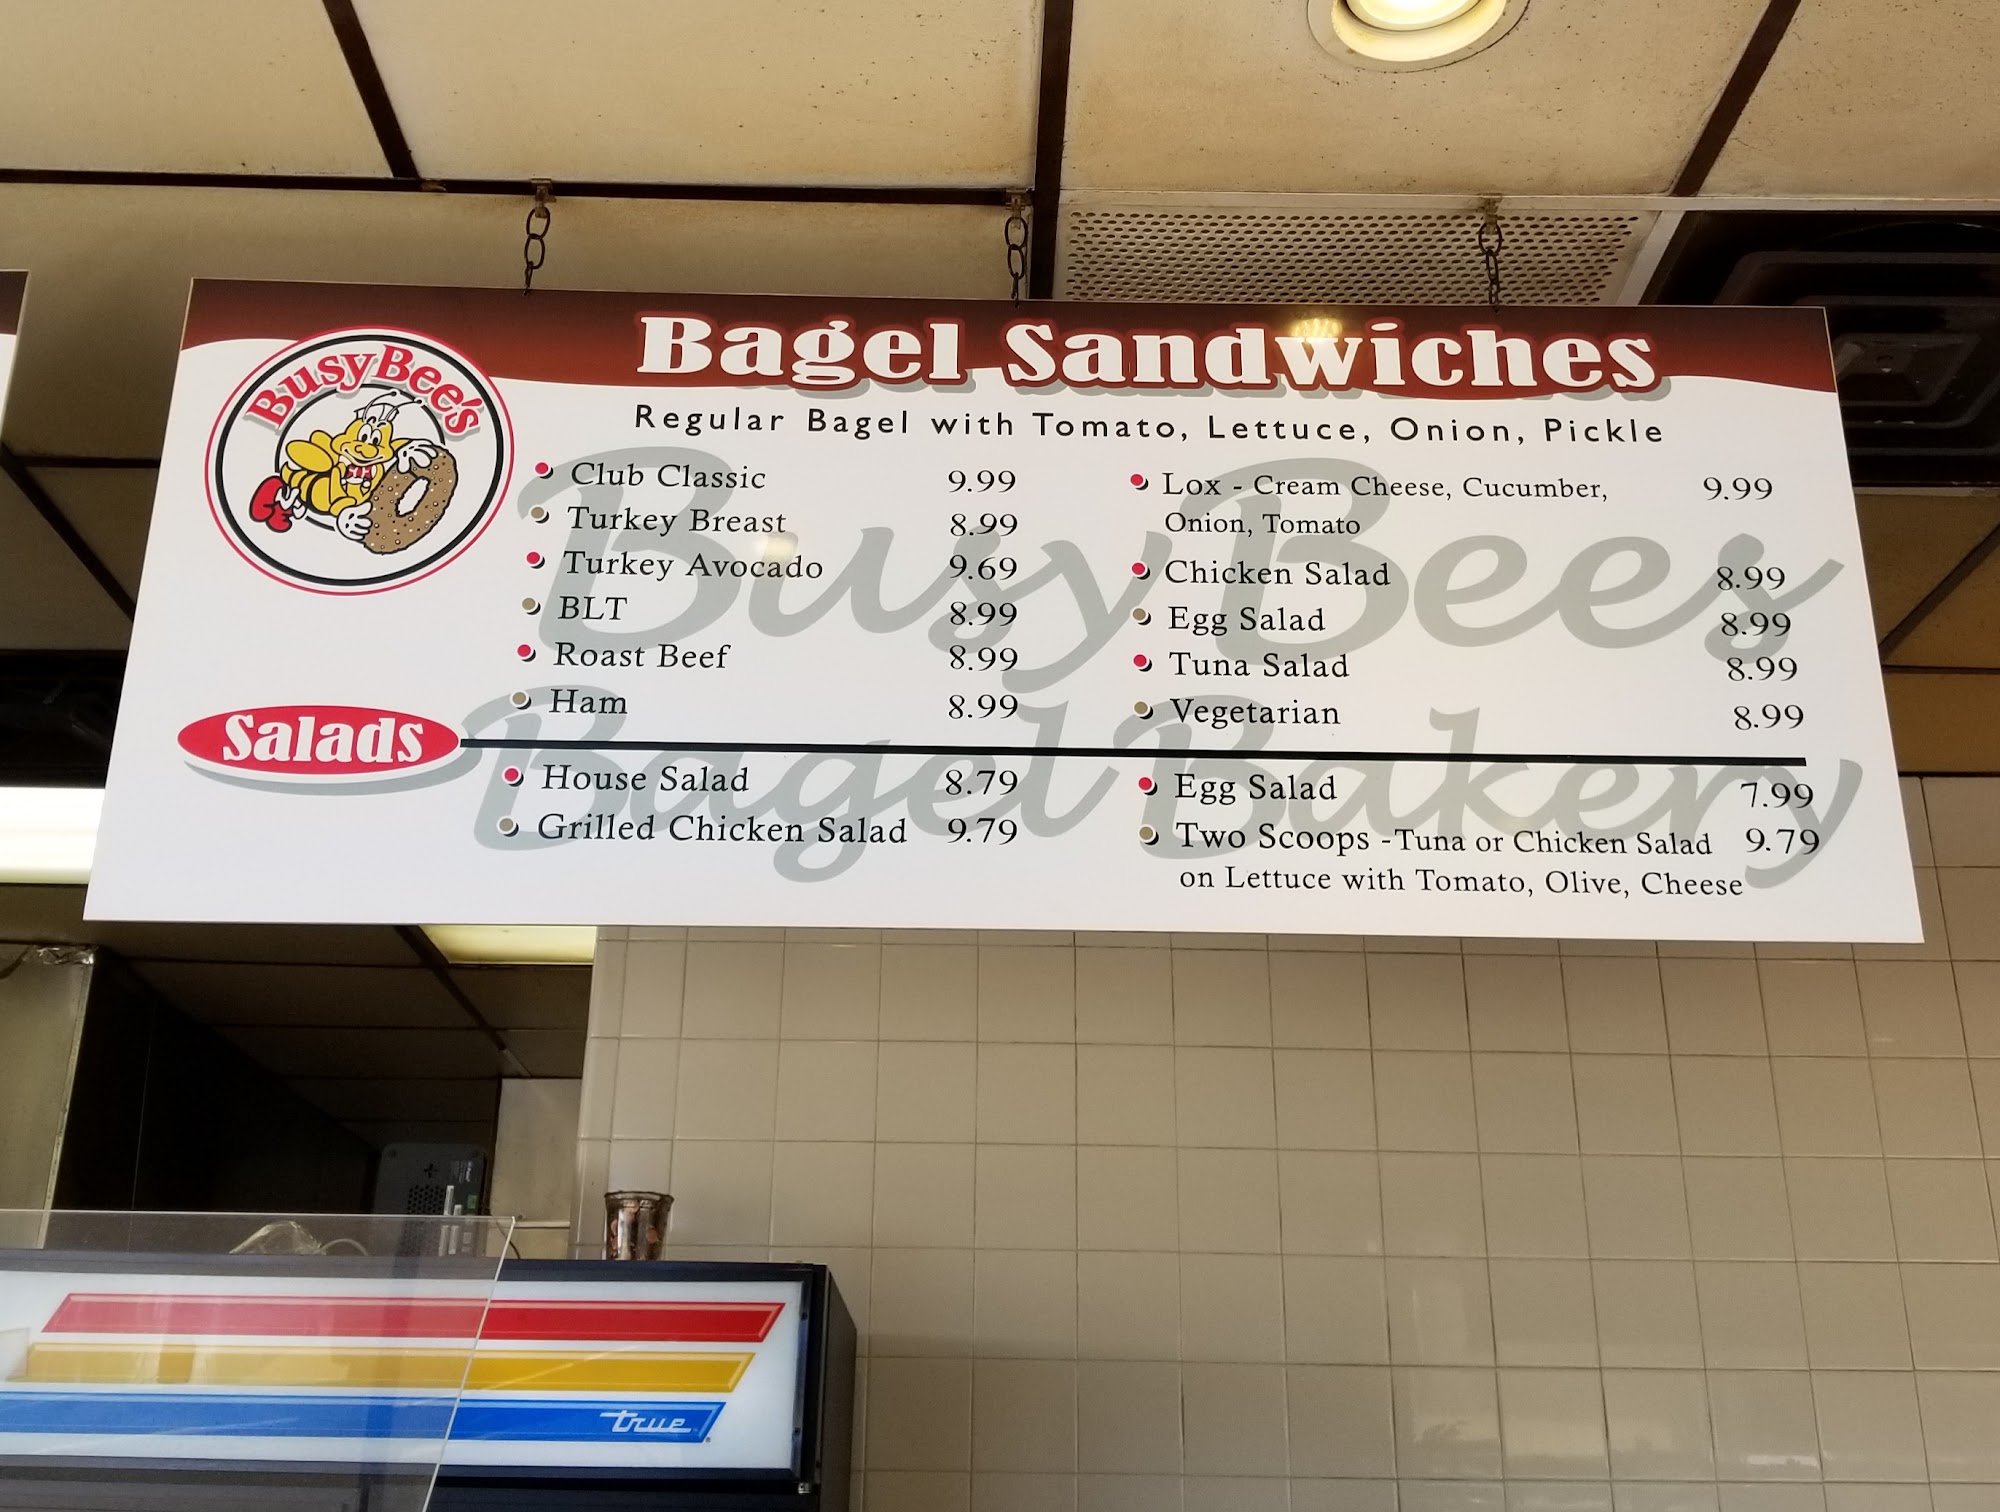 Bagel Sandwiches
BusyBee's
Regular Bagel with Tomato, Lettuce, Onion, Pickle
Club Classic 9.99
Turkey Breast 8.99
Turkey Avocado 9.69
BLT 8.99
Roast Beef 8.99
Ham 8.99
Lox - Cream Cheese, Cucumber, 9.99
Onion, Tomato
Chicken Salad 8.99
Egg Salad 8.99
Tuna Salad 8.99
Vegetarian 8.99
Busy Bees
Bagel Bakery
Salads
House Salad 8.79
Grilled Chicken Salad 9.79
Egg Salad 7.99
Two Scoops -Tuna or Chicken Salad 9.79
on Lettuce with Tomato, Olive, Cheese
true